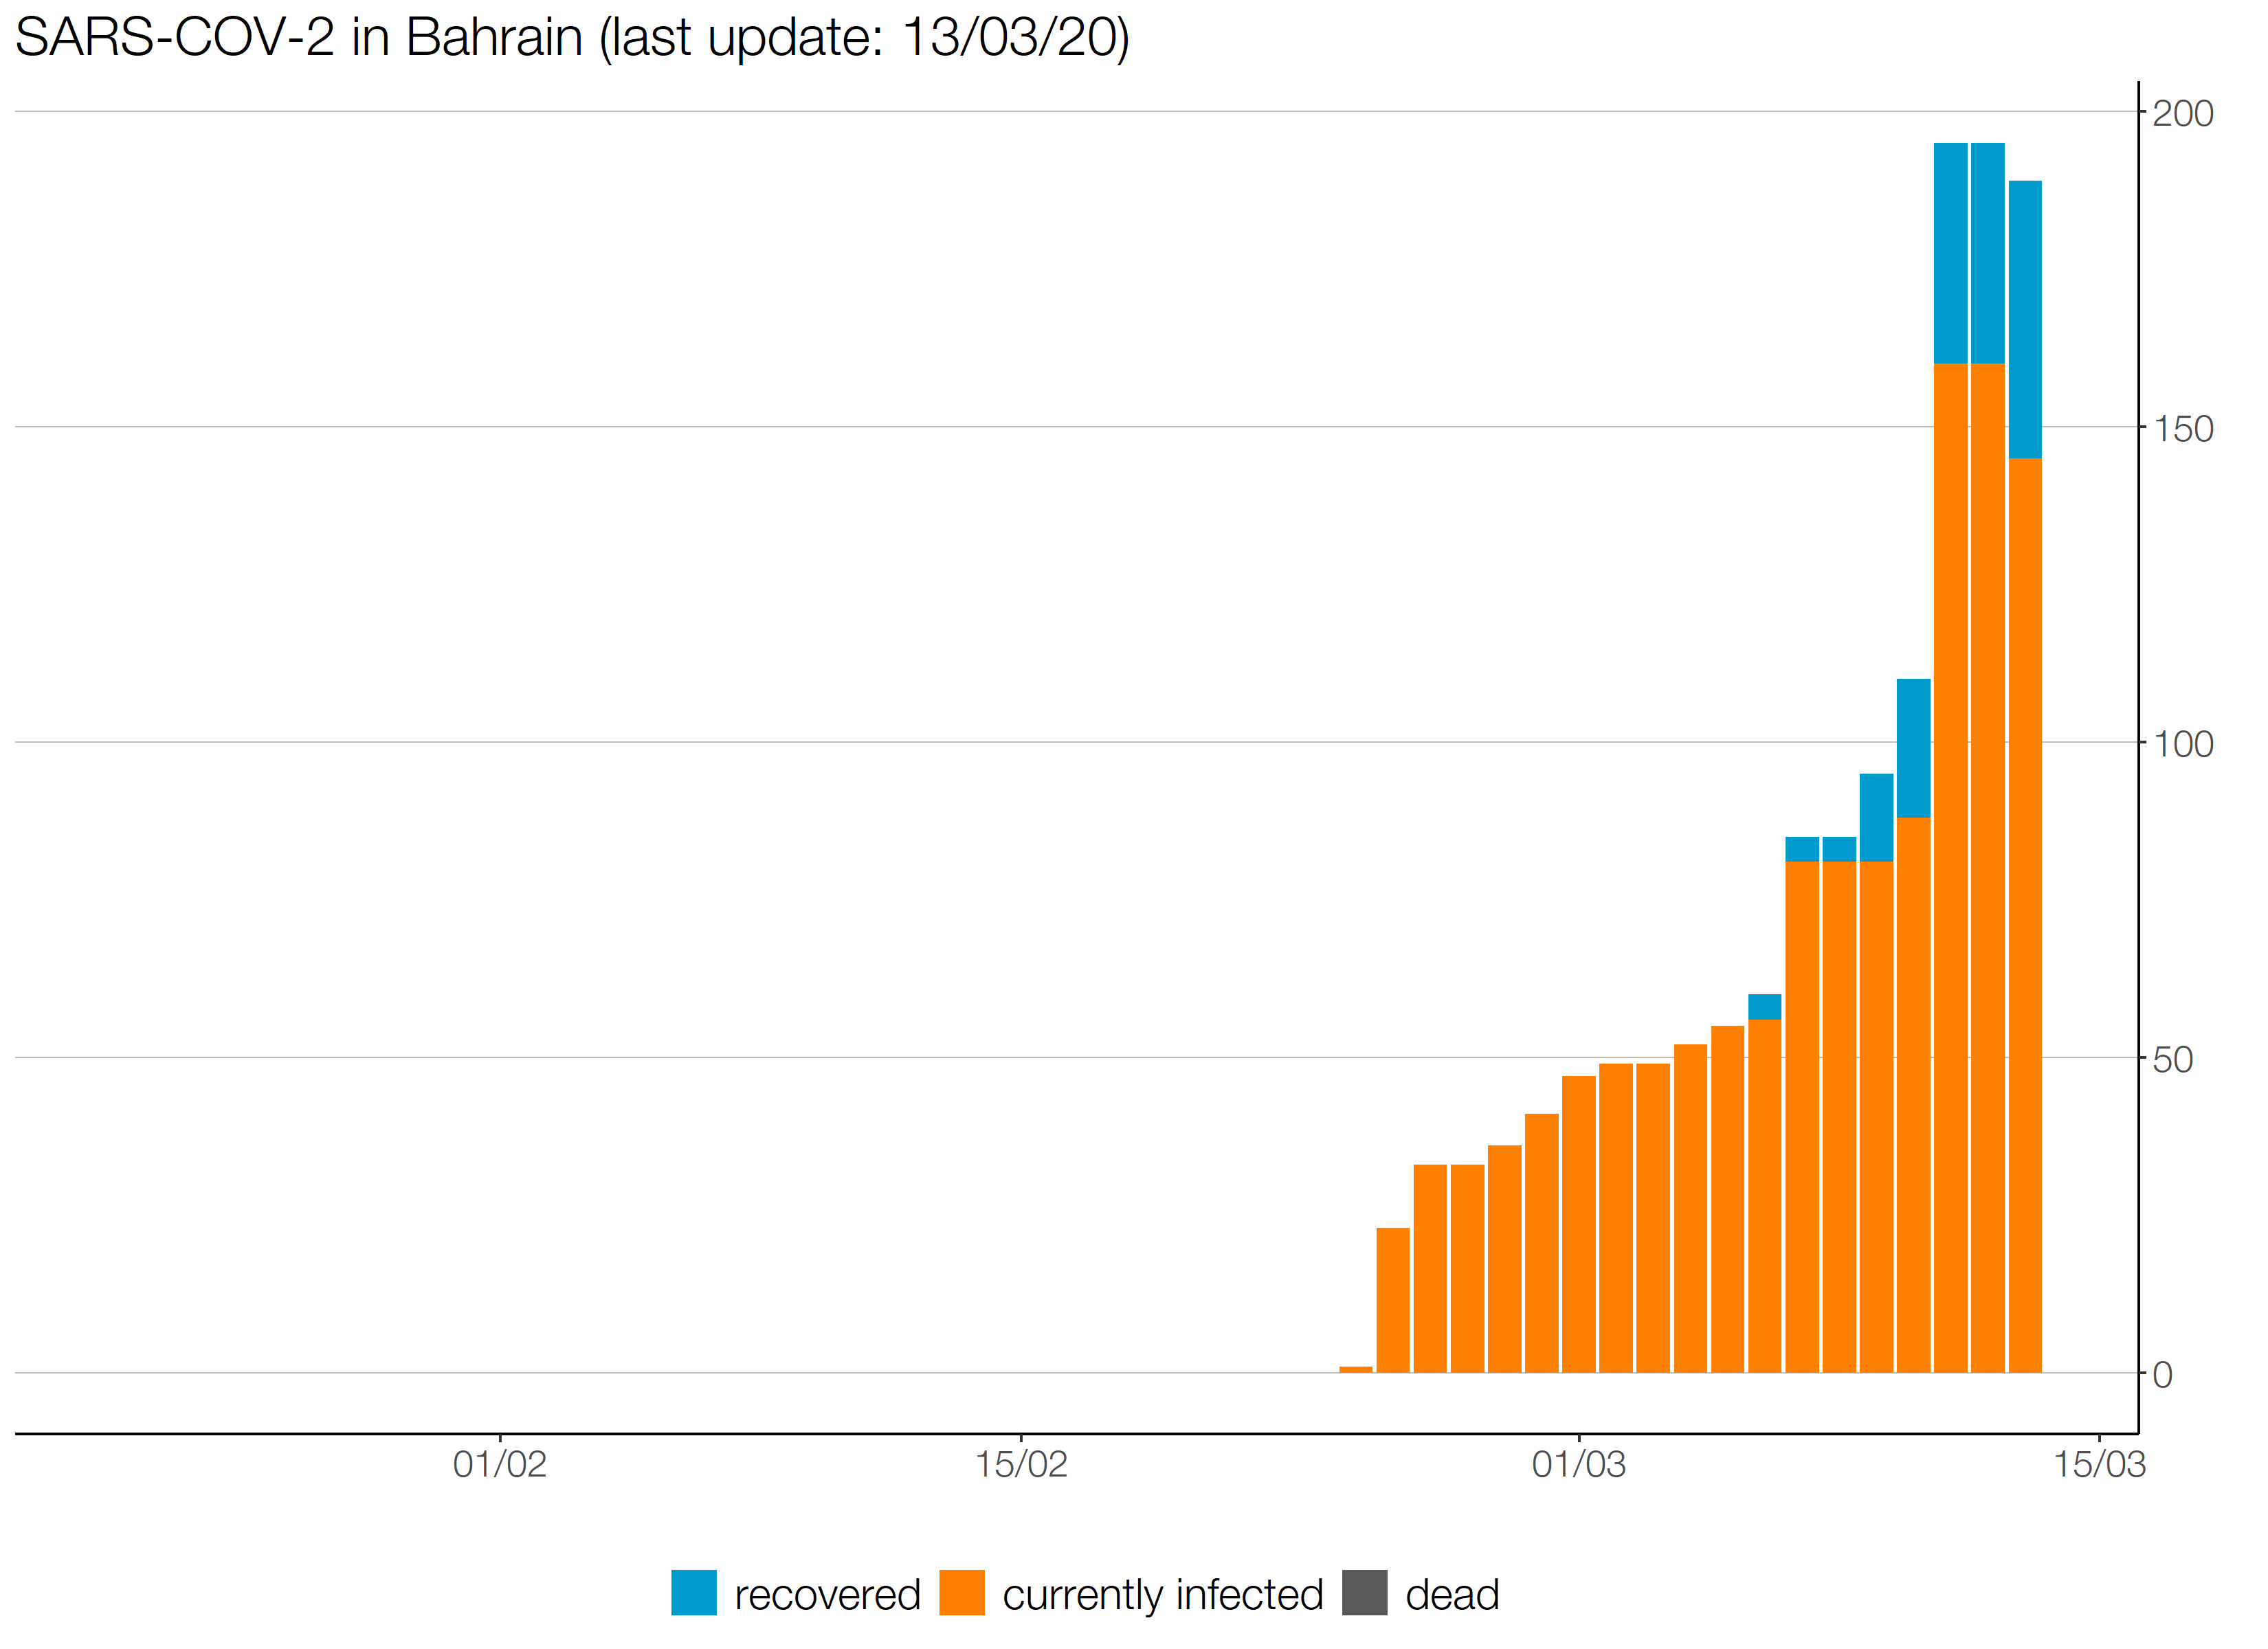 SARS-COV-2 in Bahrain (last update: 13/03/20)
200
150
100
50
0
01/02 15/02 01/03 15/03
recovered currently infected dead